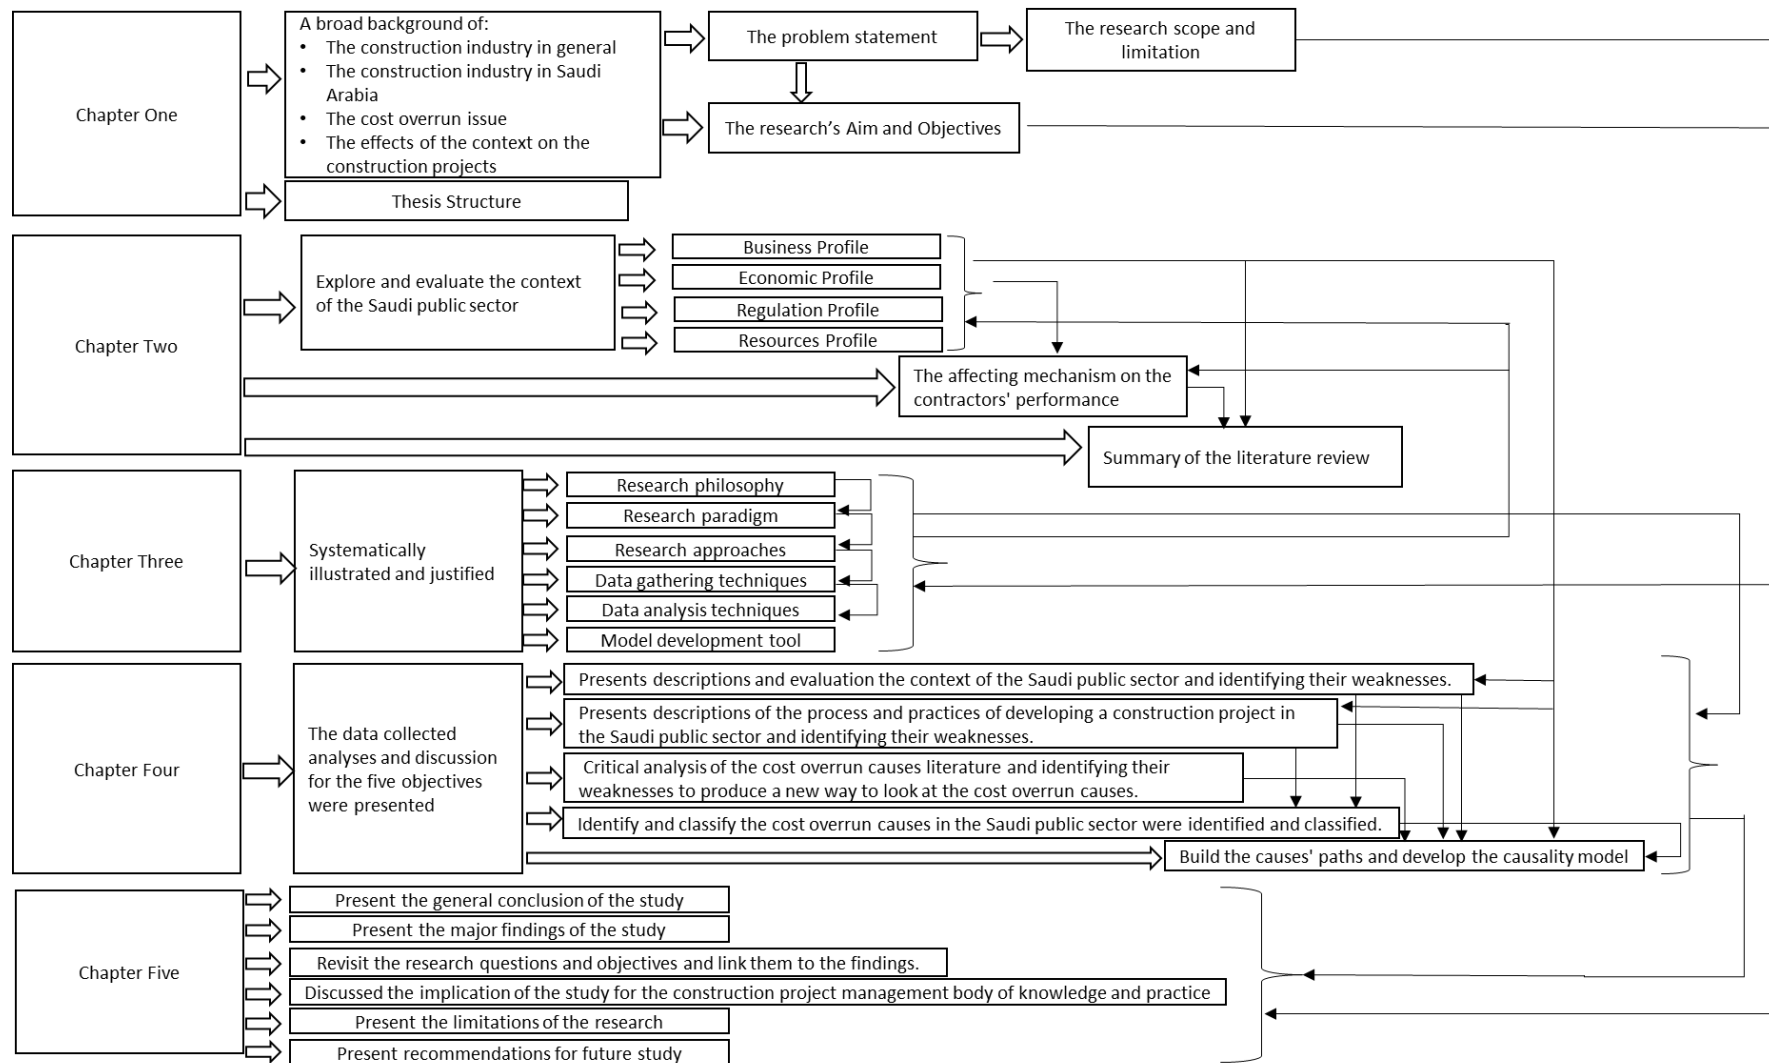 Chapter One
A broad background of:
• The construction industry in general
• The construction industry in Saudi
Arabia
• The cost overrun issue
• The effects of the context on the
construction projects
The problem statement
The research scope and
limitation
The research's Aim and Objectives
Thesis Structure
Chapter Two
Explore and evaluate the context
of the Saudi public sector
Business Profile
Economic Profile
Regulation Profile
Resources Profile
The affecting mechanism on the
contractors' performance
Summary of the literature review
Chapter Three
Systematically
illustrated and justified
Research philosophy
Research paradigm
Research approaches
Data gathering techniques
Data analysis techniques
Model development tool
Chapter Four
The data collected
analyses and discussion
for the five objectives
were presented
Presents descriptions and evaluation the context of the Saudi public sector and identifying their weaknesses.
Presents descriptions of the process and practices of developing a construction project in
the Saudi public sector and identifying their weaknesses.
Critical analysis of the cost overrun causes literature and identifying their
weaknesses to produce a new way to look at the cost overrun causes.
Identify and classify the cost overrun causes in the Saudi public sector were identified and classified.
Build the causes' paths and develop the causality model
Chapter Five
Present the general conclusion of the study
Present the major findings of the study
Revisit the research questions and objectives and link them to the findings.
Discussed the implication of the study for the construction project management body of knowledge and practice
Present the limitations of the research
Present recommendations for future study